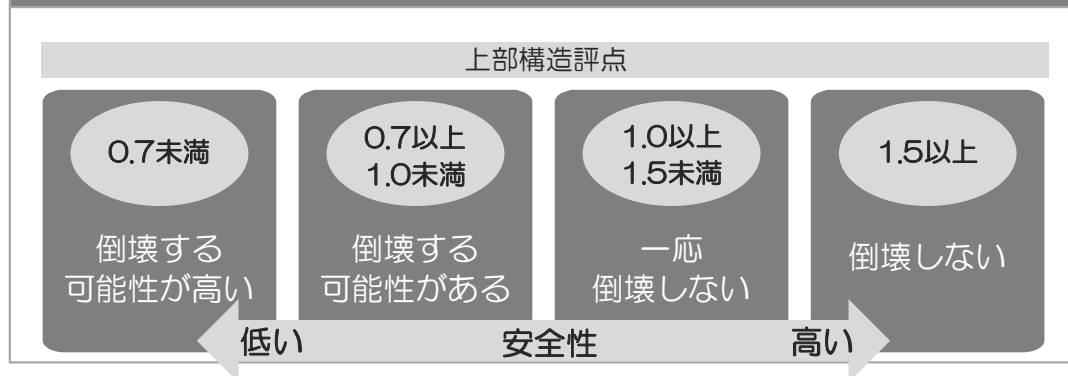 上部構造評点
0.7未満
倒壊する
可能性が高い
0.7以上
1.0未満
倒壊する
可能性がある
1.0以上
1.5未満
一応
倒壊しない
1.5以上
倒壊しない
低い 安全性 高い